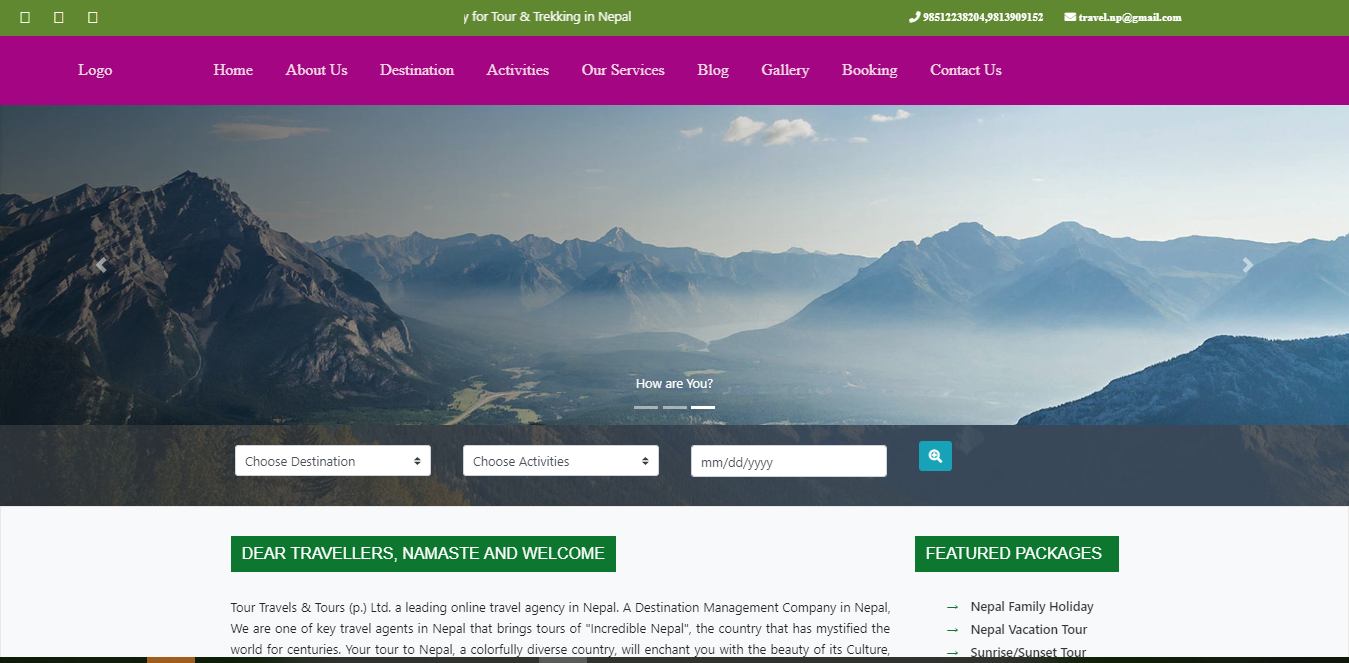 for Tour & Trekking in Nepal
98512238204,9813909152
travel.np@gmail.com
Logo
Home
About Us
Destination
Activities
Our Services
Blog
Gallery
Booking
Contact Us
How are You?
Choose Destination
Choose Activities
mm/dd/yyyy
DEAR TRAVELLERS, NAMASTE AND WELCOME
FEATURED PACKAGES
Tour Travels & Tours (p.) Ltd. a leading online travel agency in Nepal. A Destination Management Company in Nepal,
We are one of key travel agents in Nepal that brings tours of "Incredible Nepal", the country that has mystified the
world for centuries. Your tour to Nepal, a colorfully diverse country, will enchant you with the beauty of its Culture,
→ Nepal Family Holiday
→ Nepal Vacation Tour
→ Sunrise/Sunset Tour